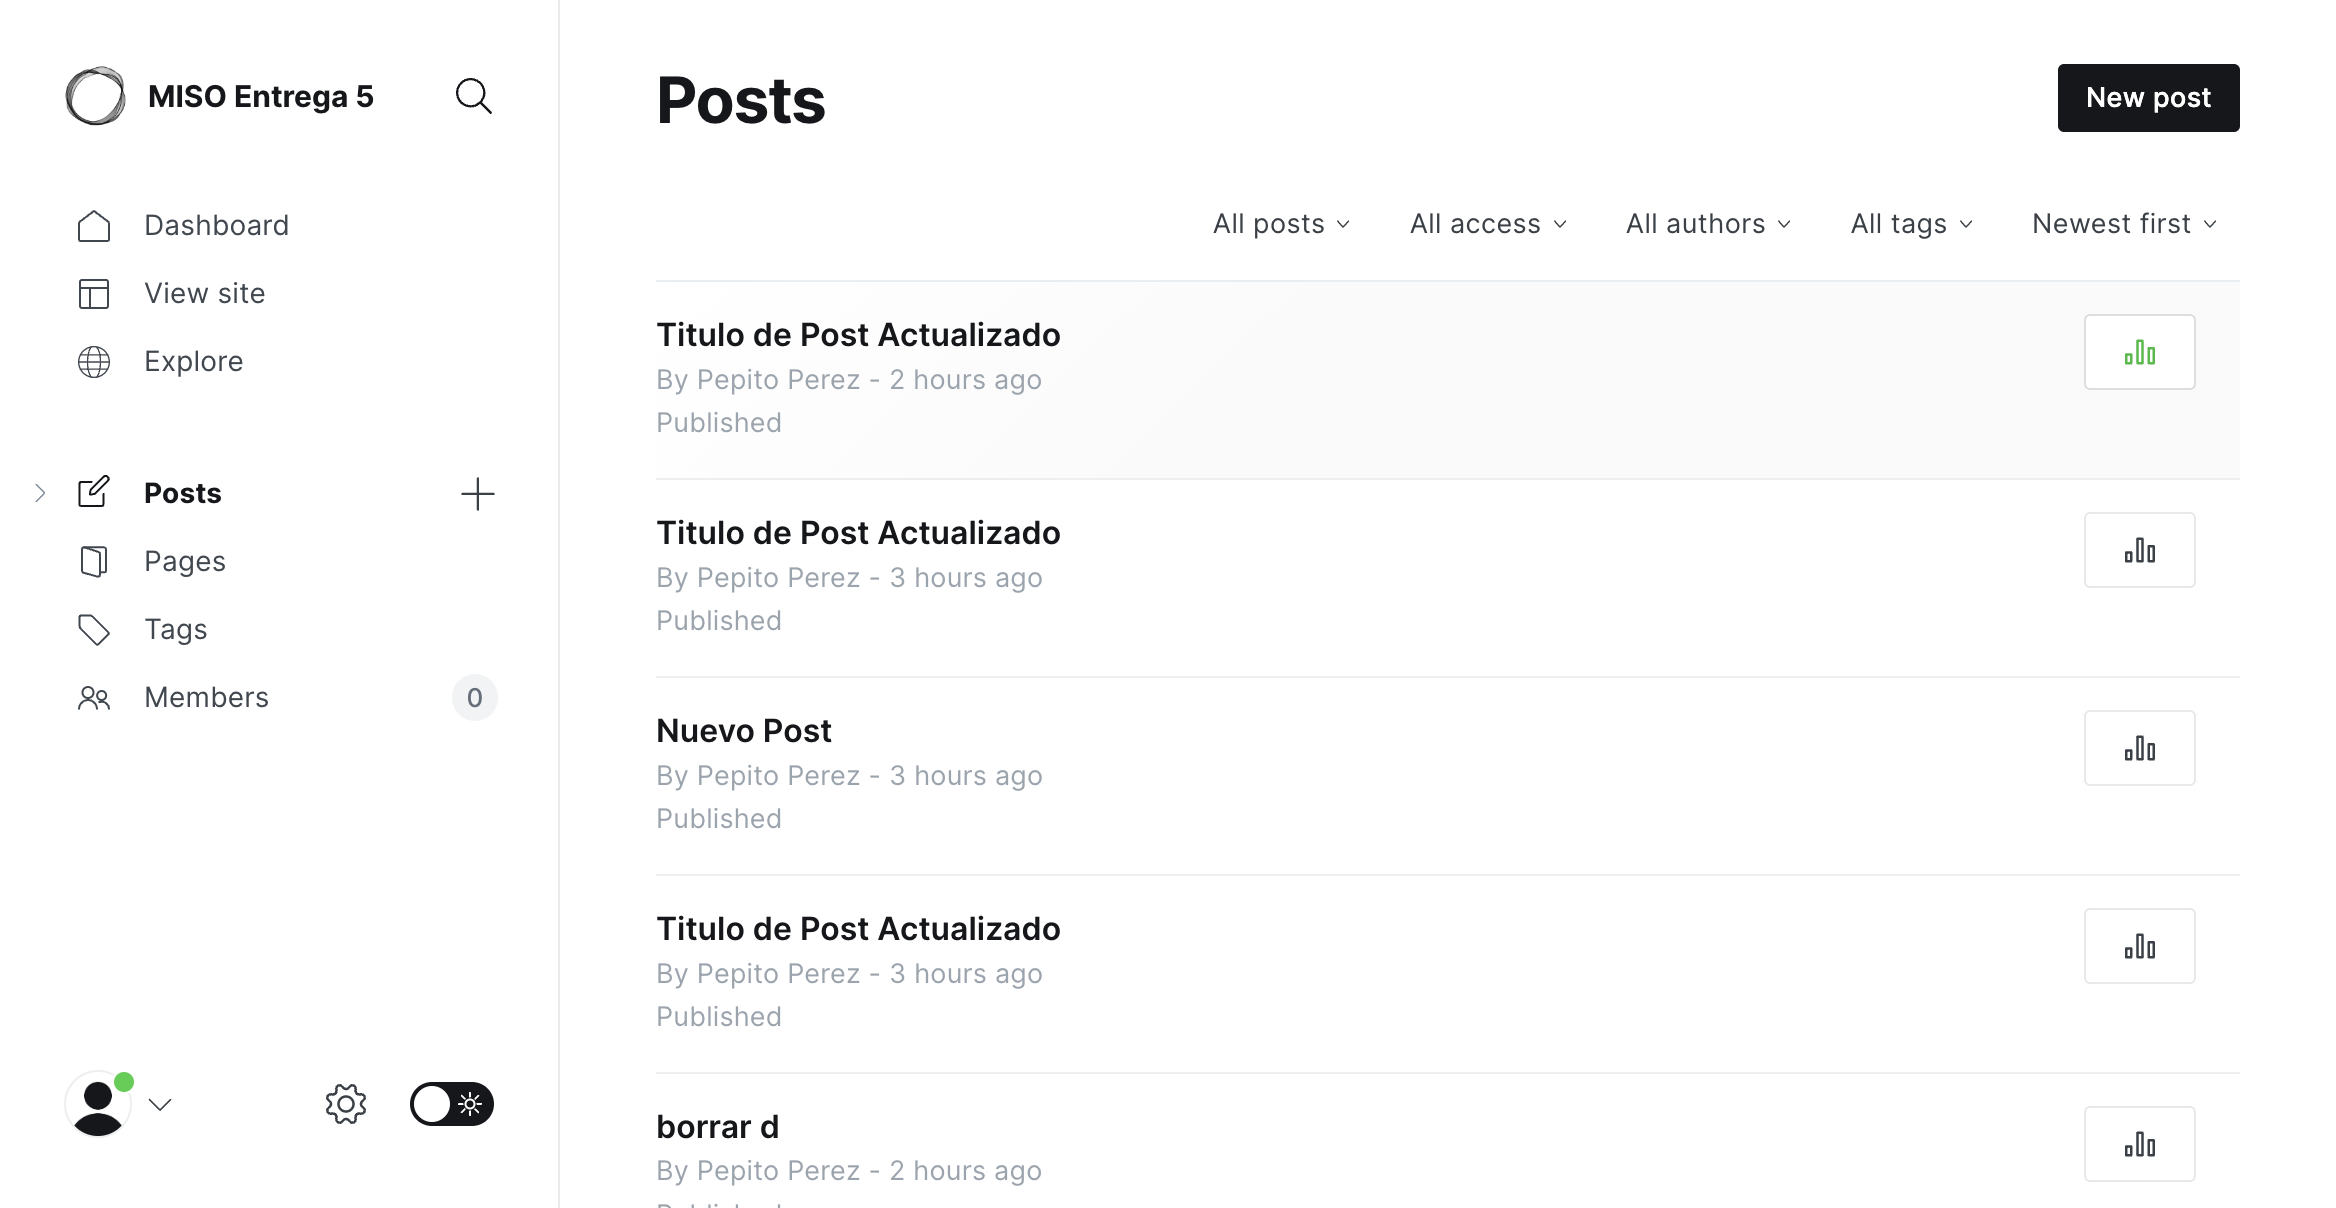 MISO Entrega 5
Dashboard
View site
Explore
Posts
Pages
Tags
Members 0
Posts
New post
All posts All access All authors All tags Newest first
Titulo de Post Actualizado
By Pepito Perez - 2 hours ago
Published
Titulo de Post Actualizado
By Pepito Perez - 3 hours ago
Published
Nuevo Post
By Pepito Perez - 3 hours ago
Published
Titulo de Post Actualizado
By Pepito Perez - 3 hours ago
Published
borrar d
By Pepito Perez - 2 hours ago